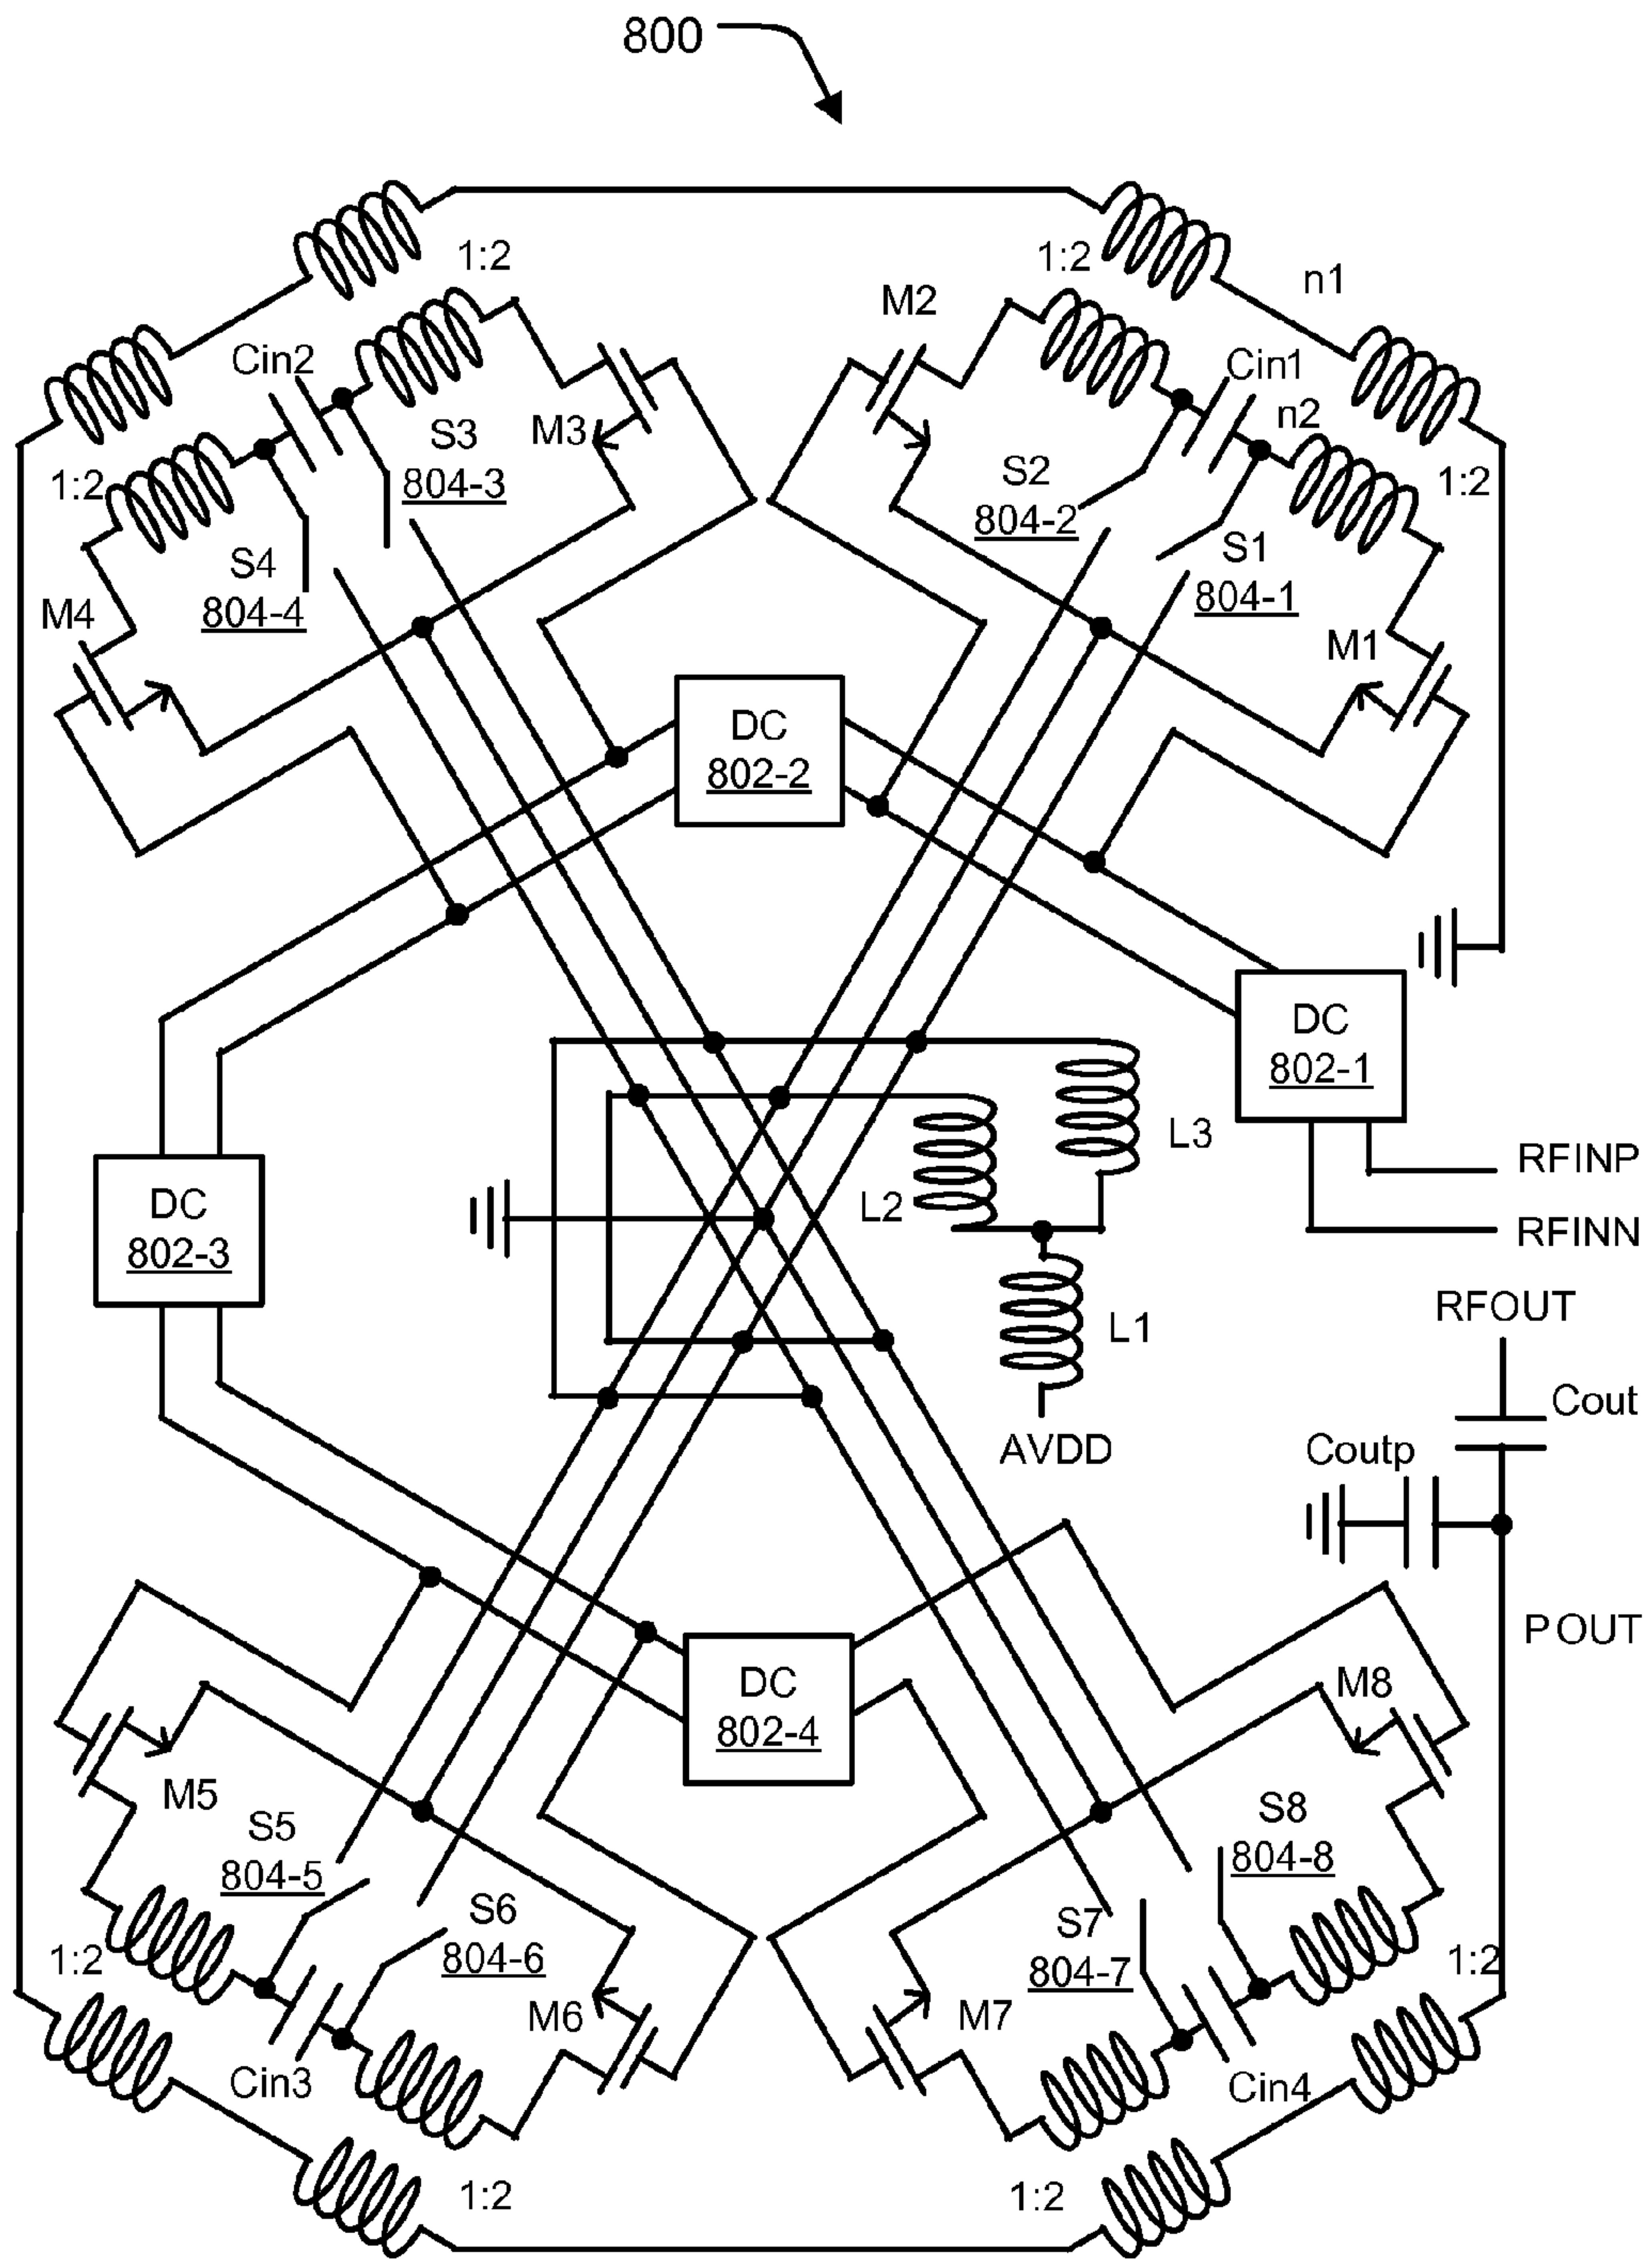 800
1:2
1:2
n1
M2
Cin2
Cin1
n2
S3
804-3
M3
S2
804-2
1:2
1:2
S4
804-4
S1
804-1
M4
M1
DC
802-2
DC
802-1
L3
RFINP
DC
802-3
L2
RFINN
RFOUT
L1
Cout
AVDD
Coutp
POUT
DC
802-4
M8
M5
S5
804-5
S8
804-8
S6
804-6
S7
804-7
1:2
1:2
M6
M7
Cin3
Cin4
1:2
1:2